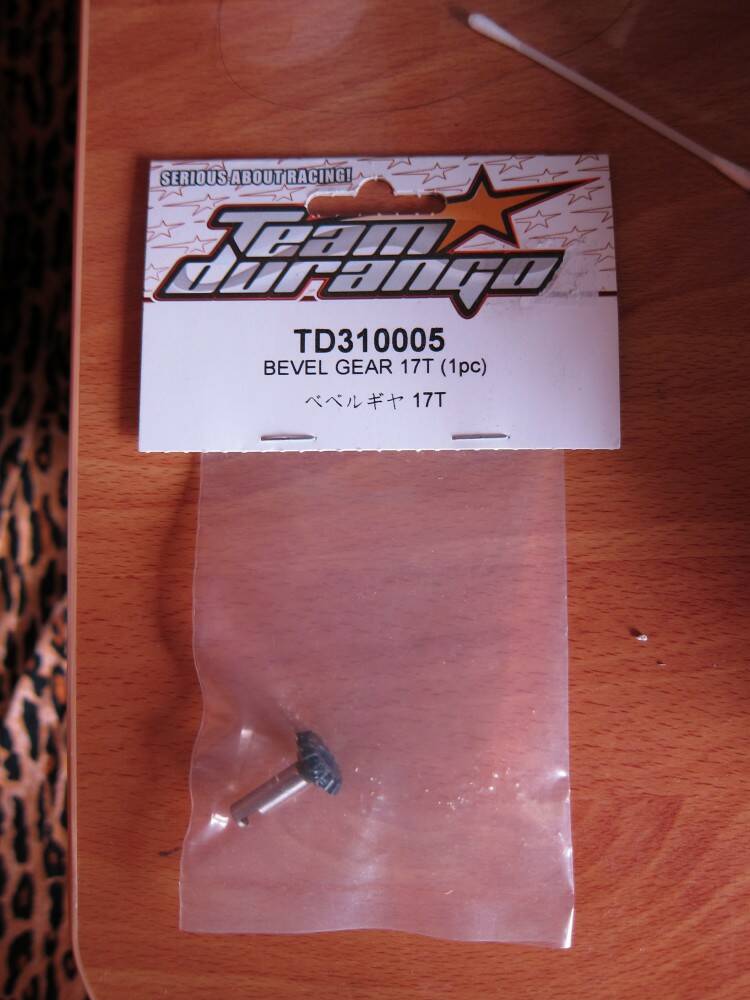 SERIOUS ABOUT RACING!
Team
durango
TD310005
BEVEL GEAR 17T (1pc)
ベベルギヤ 17T